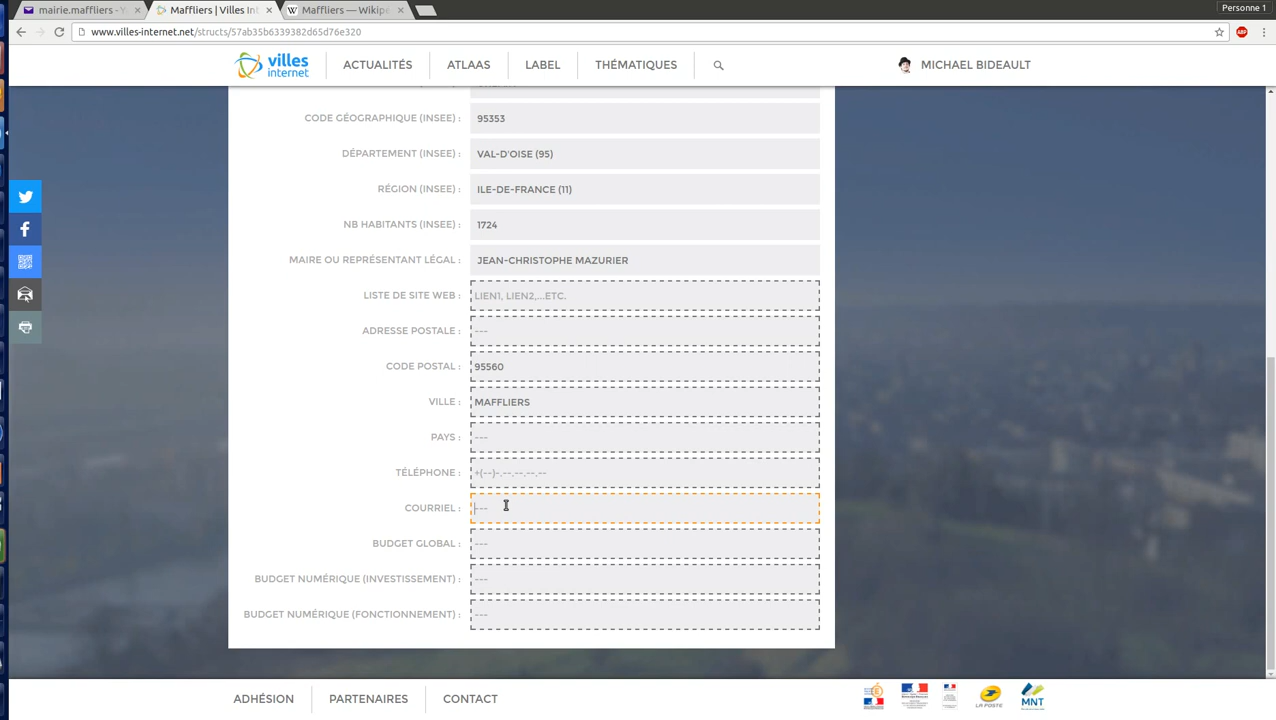 mairie.maffliers - Y
Maffliers | Villes Int
Maffliers — Wikipe
Personne 1
www.villes-internet.net/structs/57ab35b6339382d65d76e320
villes internet
ACTUALITÉS
ATLAAS
LABEL
THÉMATIQUES
MICHAEL BIDEAULT
CODE GÉOGRAPHIQUE (INSEE) : 95353
DÉPARTEMENT (INSEE) : VAL-D'OISE (95)
RÉGION (INSEE) : ILE-DE-FRANCE (11)
NB HABITANTS (INSEE) : 1724
MAIRE OU REPRÉSENTANT LÉGAL : JEAN-CHRISTOPHE MAZURIER
LISTE DE SITE WEB : LIEN1, LIEN2,...ETC.
ADRESSE POSTALE : ---
CODE POSTAL : 95560
VILLE : MAFFLIERS
PAYS : ---
TÉLÉPHONE : +(--)-.--.--.--.--
COURRIEL : ---
BUDGET GLOBAL : ---
BUDGET NUMÉRIQUE (INVESTISSEMENT) : ---
BUDGET NUMÉRIQUE (FONCTIONNEMENT) : ---
ADHÉSION
PARTENAIRES
CONTACT
LA POSTE
MNT